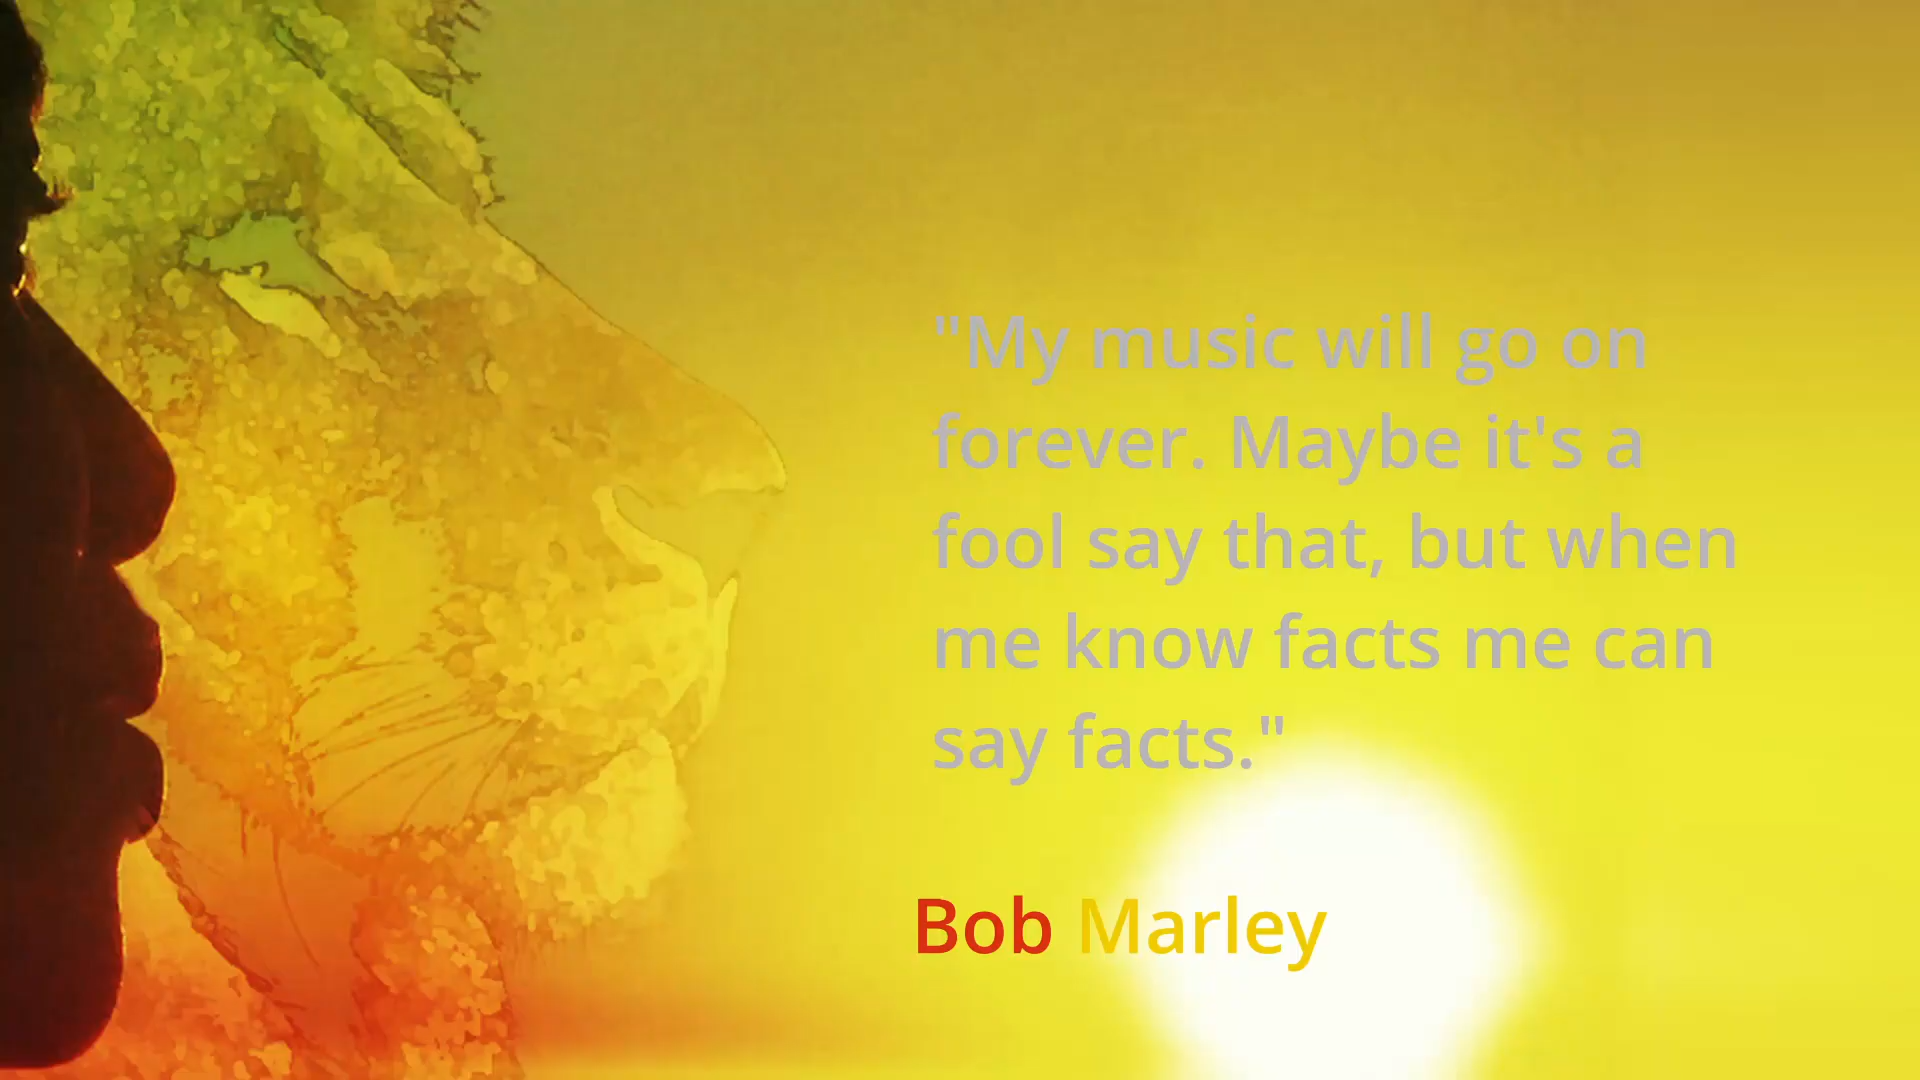 "My music will go on
forever. Maybe it's a
fool say that, but when
me know facts me can
say facts."
Bob Marley